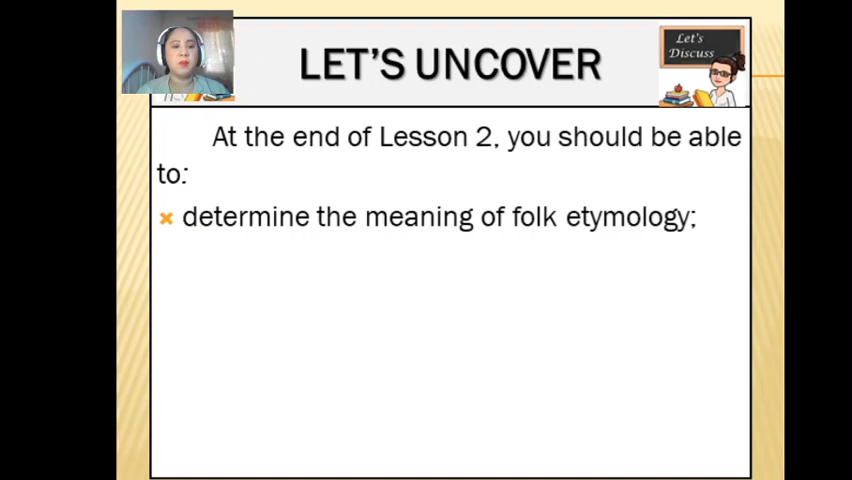 LET'S UNCOVER
Let's
Discuss
At the end of Lesson 2, you should be able
to:
determine the meaning of folk etymology;